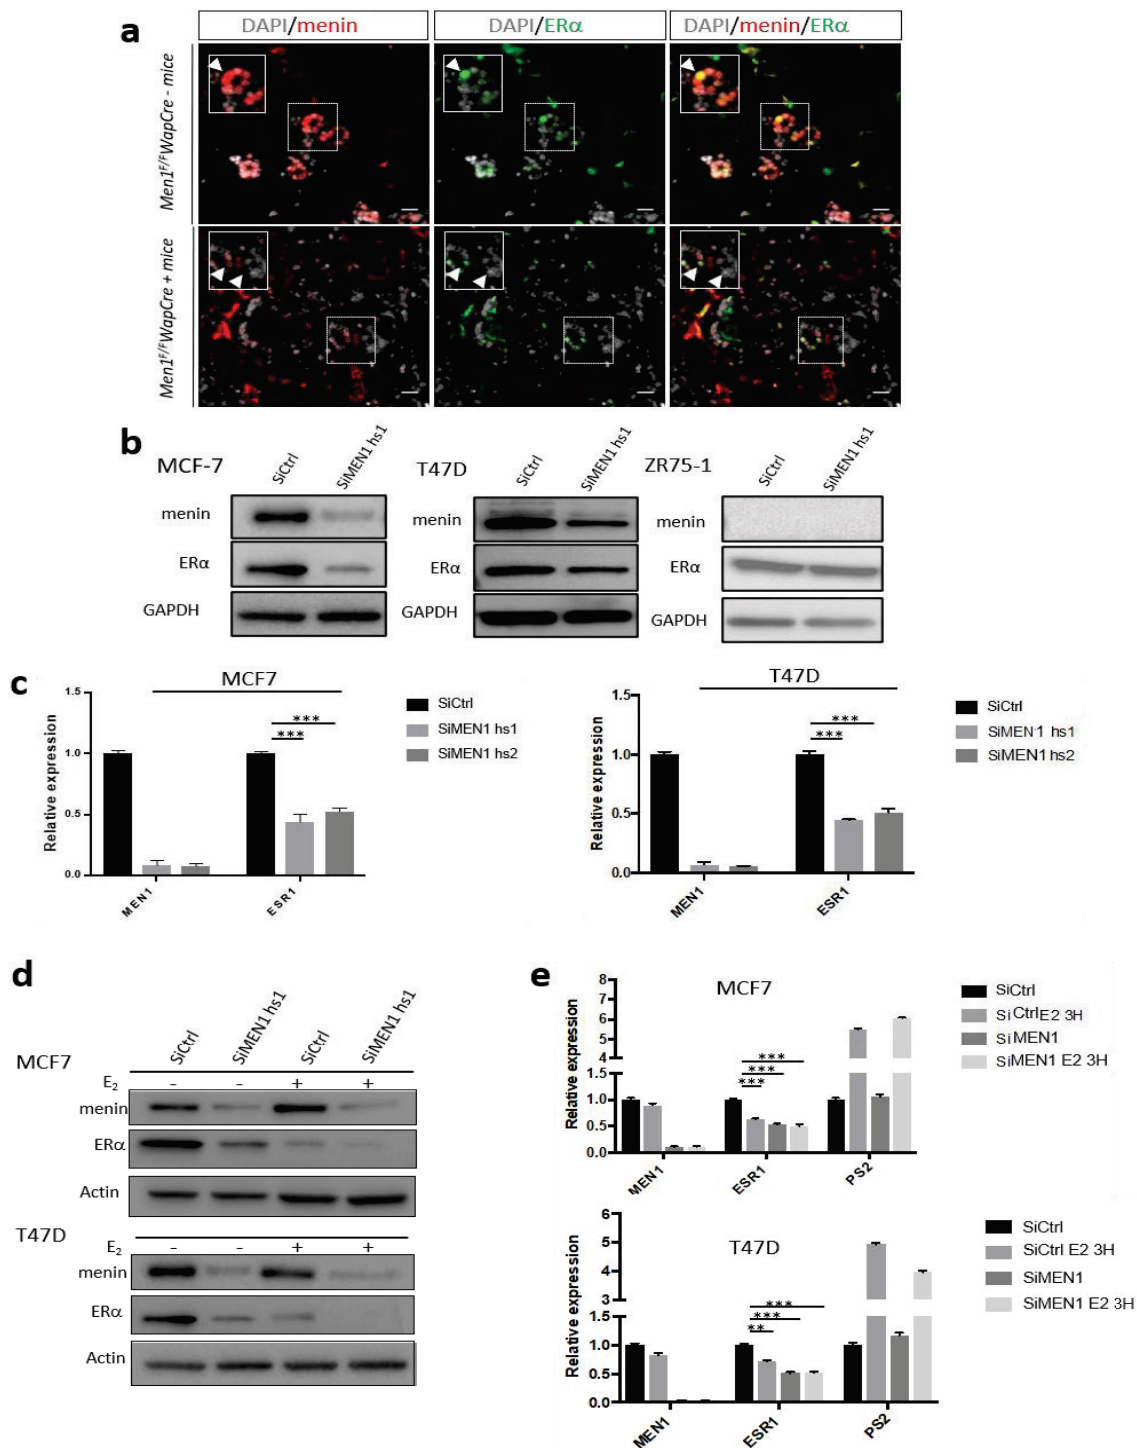 a
DAPI/menin
DAPI/ERα
DAPI/menin/ERα
Men1F/FWapCre - mice
Men1F/FWapCre + mice
b
MCF-7
SiCtrl
SiMEN1 hs1
menin
ERα
GAPDH
T47D
SiCtrl
SiMEN1 hs1
menin
ERα
GAPDH
ZR75-1
SiCtrl
SiMEN1 hs1
menin
ERα
GAPDH
c
MCF7
Relative expression
1.5
1.0
0.5
0.0
***
***
MEN1
ESR1
SiCtrl
SiMEN1 hs1
SiMEN1 hs2
T47D
Relative expression
1.5
1.0
0.5
0.0
***
***
MEN1
ESR1
SiCtrl
SiMEN1 hs1
SiMEN1 hs2
d
SiCtrl
SiMEN1 hs1
SiCtrl
SiMEN1 hs1
MCF7
E2 - - + +
menin
ERα
Actin
T47D
E2 - - + +
menin
ERα
Actin
e
MCF7
Relative expression
8
7
6
5
4
1.5
1.0
0.5
0.0
***
***
***
MEN1
ESR1
PS2
SiCtrl
SiCtrl E2 3H
SiMEN1
SiMEN1 E2 3H
T47D
Relative expression
6
5
4
3
1.5
1.0
0.5
0.0
***
***
**
MEN1
ESR1
PS2
SiCtrl
SiCtrl E2 3H
SiMEN1
SiMEN1 E2 3H